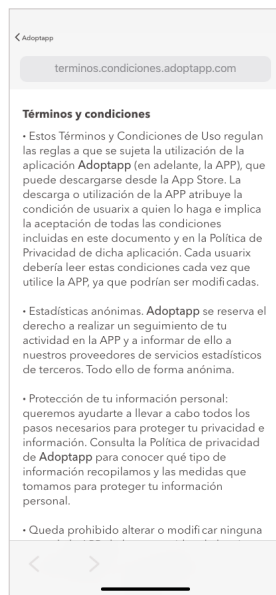 Adoptapp
terminos.condiciones.adoptapp.com
Términos y condiciones
• Estos Términos y Condiciones de Uso regulan
las reglas a que se sujeta la utilización de la
aplicación Adoptapp (en adelante, la APP), que
puede descargarse desde la App Store. La
descarga o utilización de la APP atribuye la
condición de usuarix a quien lo haga e implica
la aceptación de todas las condiciones
incluidas en este documento y en la Política de
Privacidad de dicha aplicación. Cada usuarix
debería leer estas condiciones cada vez que
utilice la APP, ya que podrían ser modificadas.
• Estadísticas anónimas. Adoptapp se reserva el
derecho a realizar un seguimiento de tu
actividad en la APP y a informar de ello a
nuestros proveedores de servicios estadísticos
de terceros. Todo ello de forma anónima.
• Protección de tu información personal:
queremos ayudarte a llevar a cabo todos los
pasos necesarios para proteger tu privacidad e
información. Consulta la Política de privacidad
de Adoptapp para conocer qué tipo de
información recopilamos y las medidas que
tomamos para proteger tu información
personal.
• Queda prohibido alterar o modificar ninguna